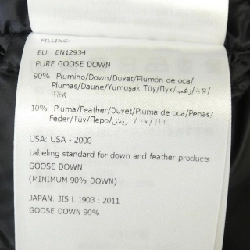 EU: EN12934
PURE GOOSE DOWN
90% Piumino/Down/Duvet/Plumón de oca/
Plumas/Daune/Yumuşak Tüy/Пух/
10% Piuma/Feather/Duvet/Pluma de oca/Penas/
Feder/Tüy/Перо/
USA: USA - 2000
Labeling standard for down and feather products
GOOSE DOWN
(MINIMUM 90% DOWN)
JAPAN: JIS L 1903 : 2011
GOOSE DOWN 90%